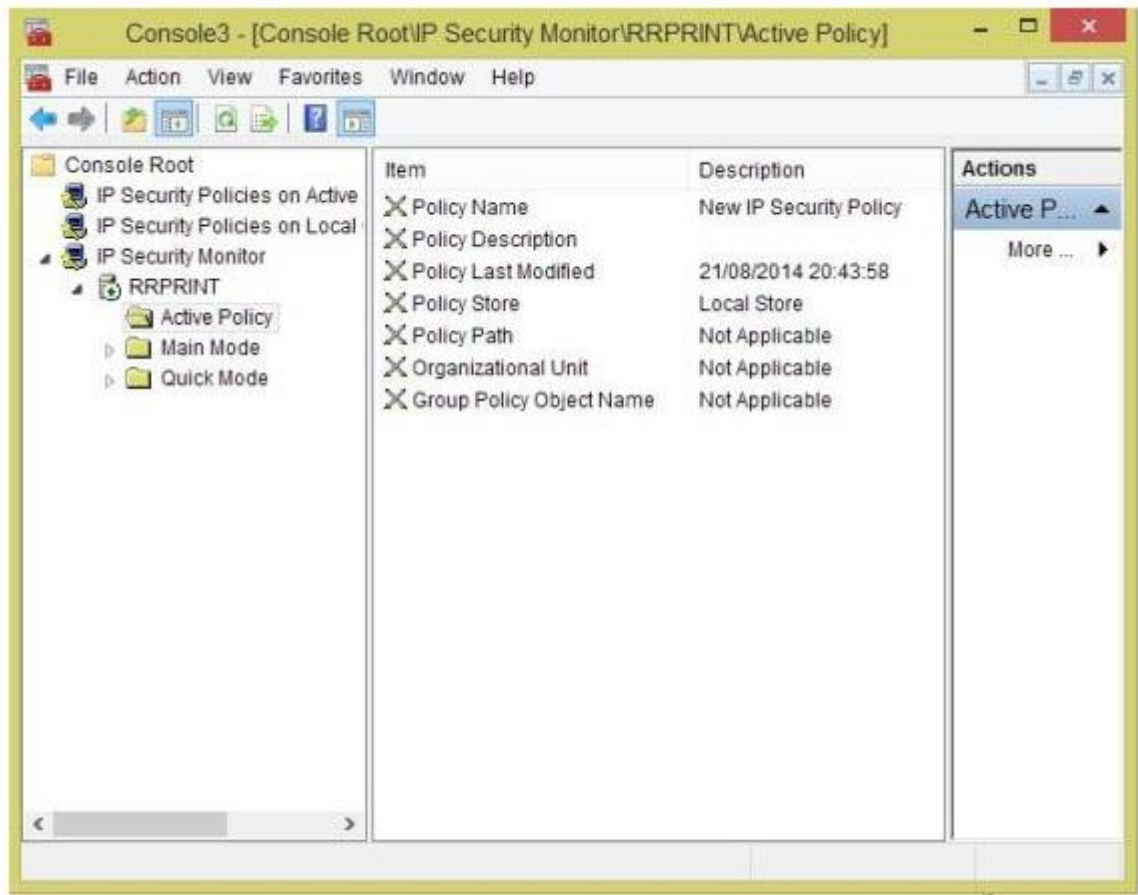 Console3 - [Console Root\IP Security Monitor\RRPRINT\Active Policy]
File Action View Favorites Window Help
Console Root
IP Security Policies on Active
IP Security Policies on Local
IP Security Monitor
RRPRINT
Active Policy
Main Mode
Quick Mode
Item Description
Policy Name New IP Security Policy
Policy Description
Policy Last Modified 21/08/2014 20:43:58
Policy Store Local Store
Policy Path Not Applicable
Organizational Unit Not Applicable
Group Policy Object Name Not Applicable
Actions
Active P...
More ...